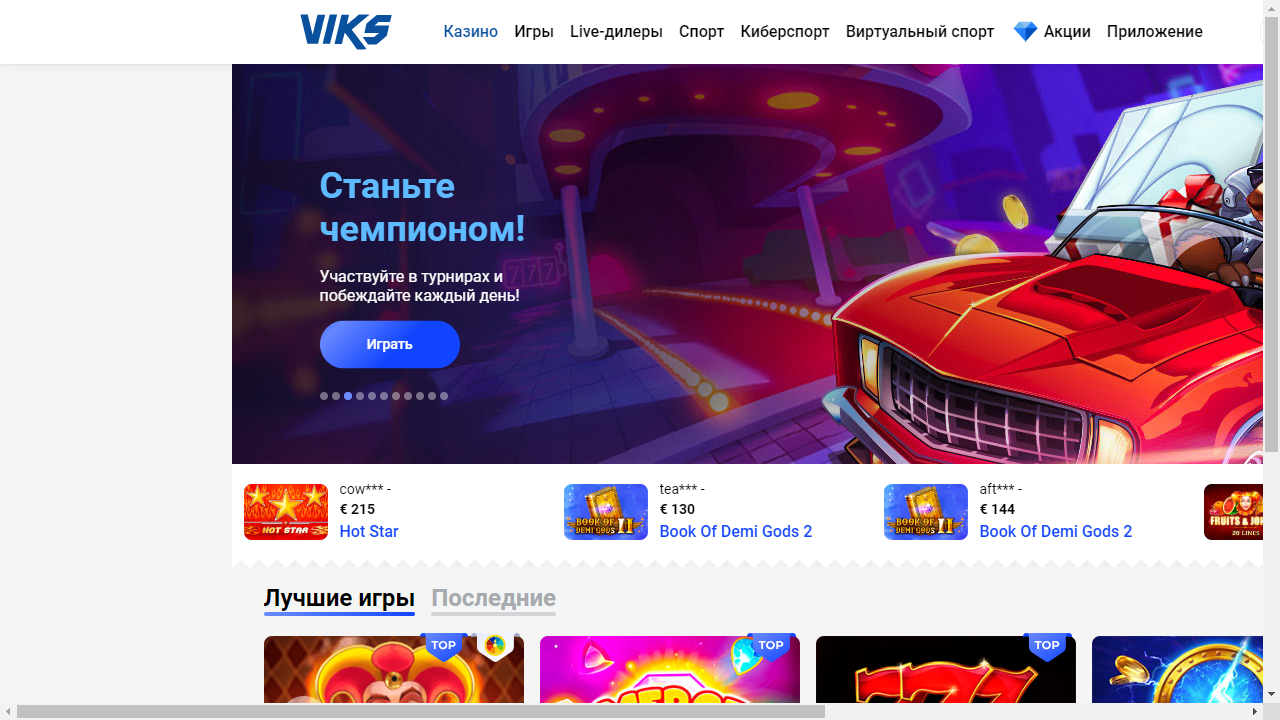 VIKS
Казино Игры Live-дилеры Спорт Киберспорт Виртуальный спорт Акции Приложение
Станьте
чемпионом!
Участвуйте в турнирах и
побеждайте каждый день!
Играть
777
HOT STAR
cow*** -
€ 215
Hot Star
BOOK OF
DEMI GODS II
tea*** -
€ 130
Book Of Demi Gods 2
BOOK OF
DEMI GODS II
aft*** -
€ 144
Book Of Demi Gods 2
20 LINES
Лучшие игры Последние
TOP
TOP
TOP
777